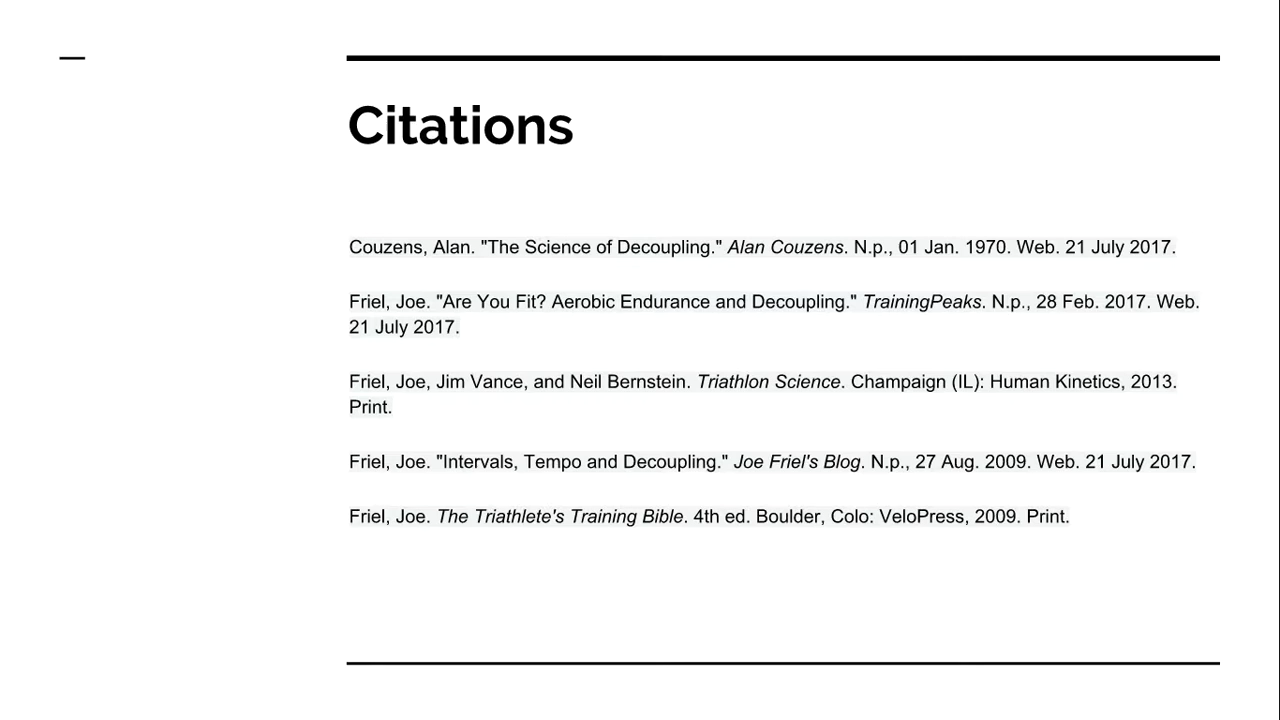 Citations
Couzens, Alan. "The Science of Decoupling." Alan Couzens. N.p., 01 Jan. 1970. Web. 21 July 2017.
Friel, Joe. "Are You Fit? Aerobic Endurance and Decoupling." TrainingPeaks. N.p., 28 Feb. 2017. Web.
21 July 2017.
Friel, Joe, Jim Vance, and Neil Bernstein. Triathlon Science. Champaign (IL): Human Kinetics, 2013.
Print.
Friel, Joe. "Intervals, Tempo and Decoupling." Joe Friel's Blog. N.p., 27 Aug. 2009. Web. 21 July 2017.
Friel, Joe. The Triathlete's Training Bible. 4th ed. Boulder, Colo: VeloPress, 2009. Print.